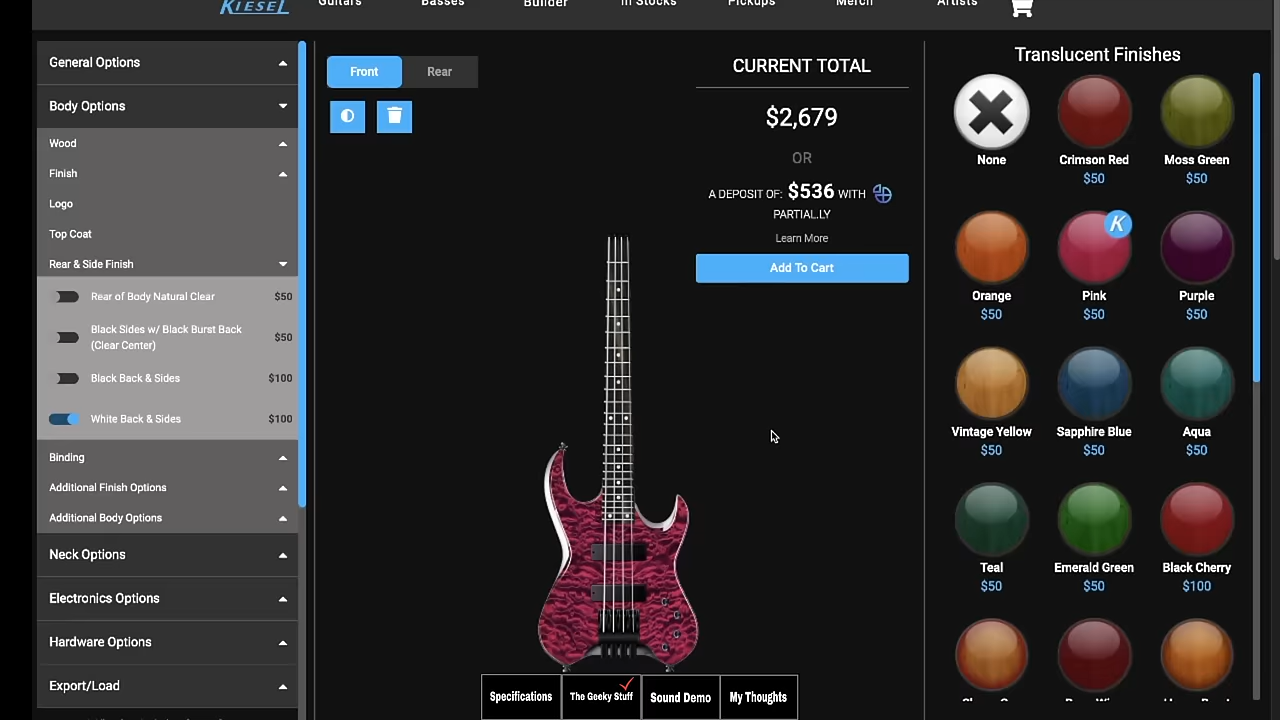 KIESEL
Guitars
Basses
Builder
In Stocks
Pickups
Merch
Artists
General Options
Body Options
Wood
Finish
Logo
Top Coat
Rear & Side Finish
Rear of Body Natural Clear $50
Black Sides w/ Black Burst Back
(Clear Center) $50
Black Back & Sides $100
White Back & Sides $100
Binding
Additional Finish Options
Additional Body Options
Neck Options
Electronics Options
Hardware Options
Export/Load
Front
Rear
CURRENT TOTAL
$2,679
OR
A DEPOSIT OF: $536 WITH
PARTIAL.LY
Learn More
Add To Cart
Specifications
The Geeky Stuff
Sound Demo
My Thoughts
Translucent Finishes
None
Crimson Red
$50
Moss Green
$50
Orange
$50
K
Pink
$50
Purple
$50
Vintage Yellow
$50
Sapphire Blue
$50
Aqua
$50
Teal
$50
Emerald Green
$50
Black Cherry
$100